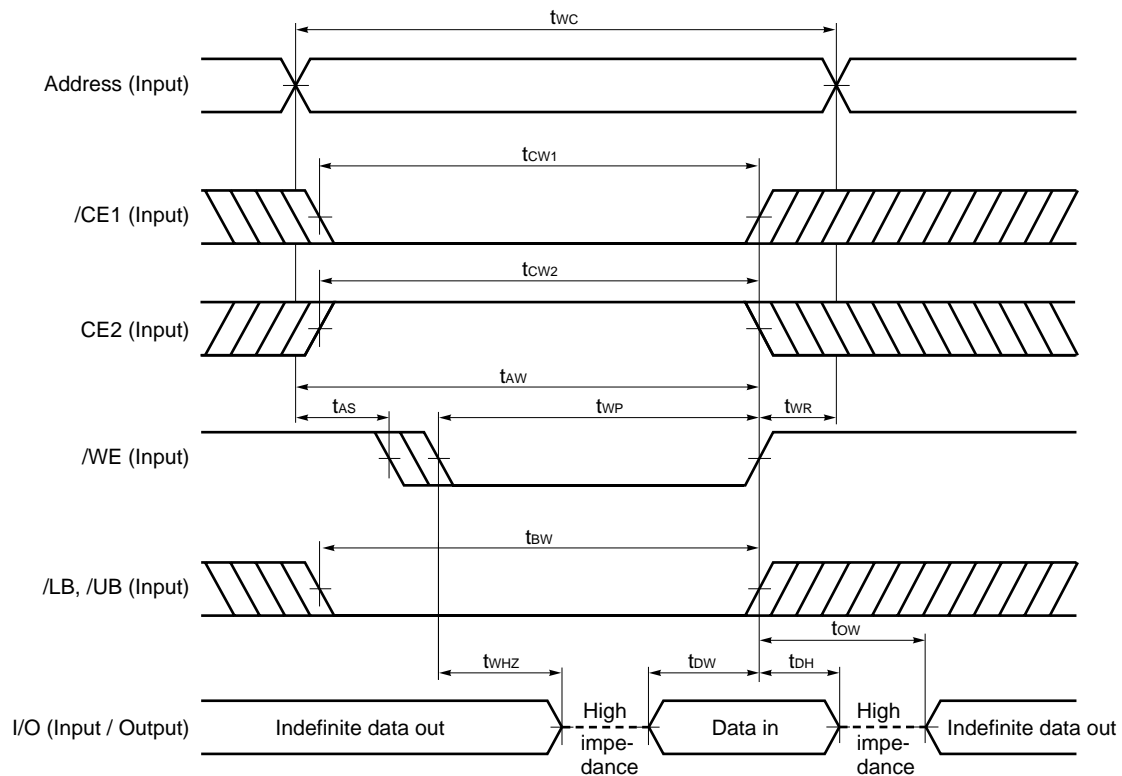 tWC
Address (Input)
tCW1
/CE1 (Input)
tCW2
CE2 (Input)
tAW
tAS
tWP
tWR
/WE (Input)
tBW
/LB, /UB (Input)
tOW
tWHZ
tDW
tDH
I/O (Input / Output)
Indefinite data out
High
impe-
dance
Data in
High
impe-
dance
Indefinite data out